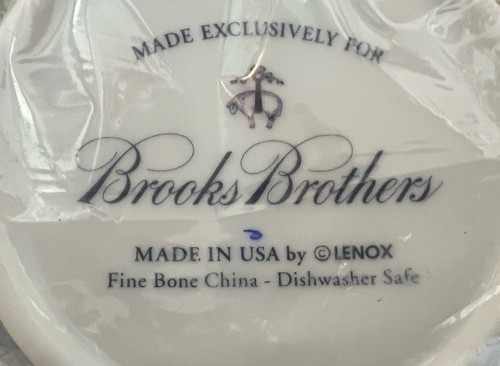 MADE EXCLUSIVELY FOR
Brooks Brothers
MADE IN USA by © LENOX
Fine Bone China - Dishwasher Safe